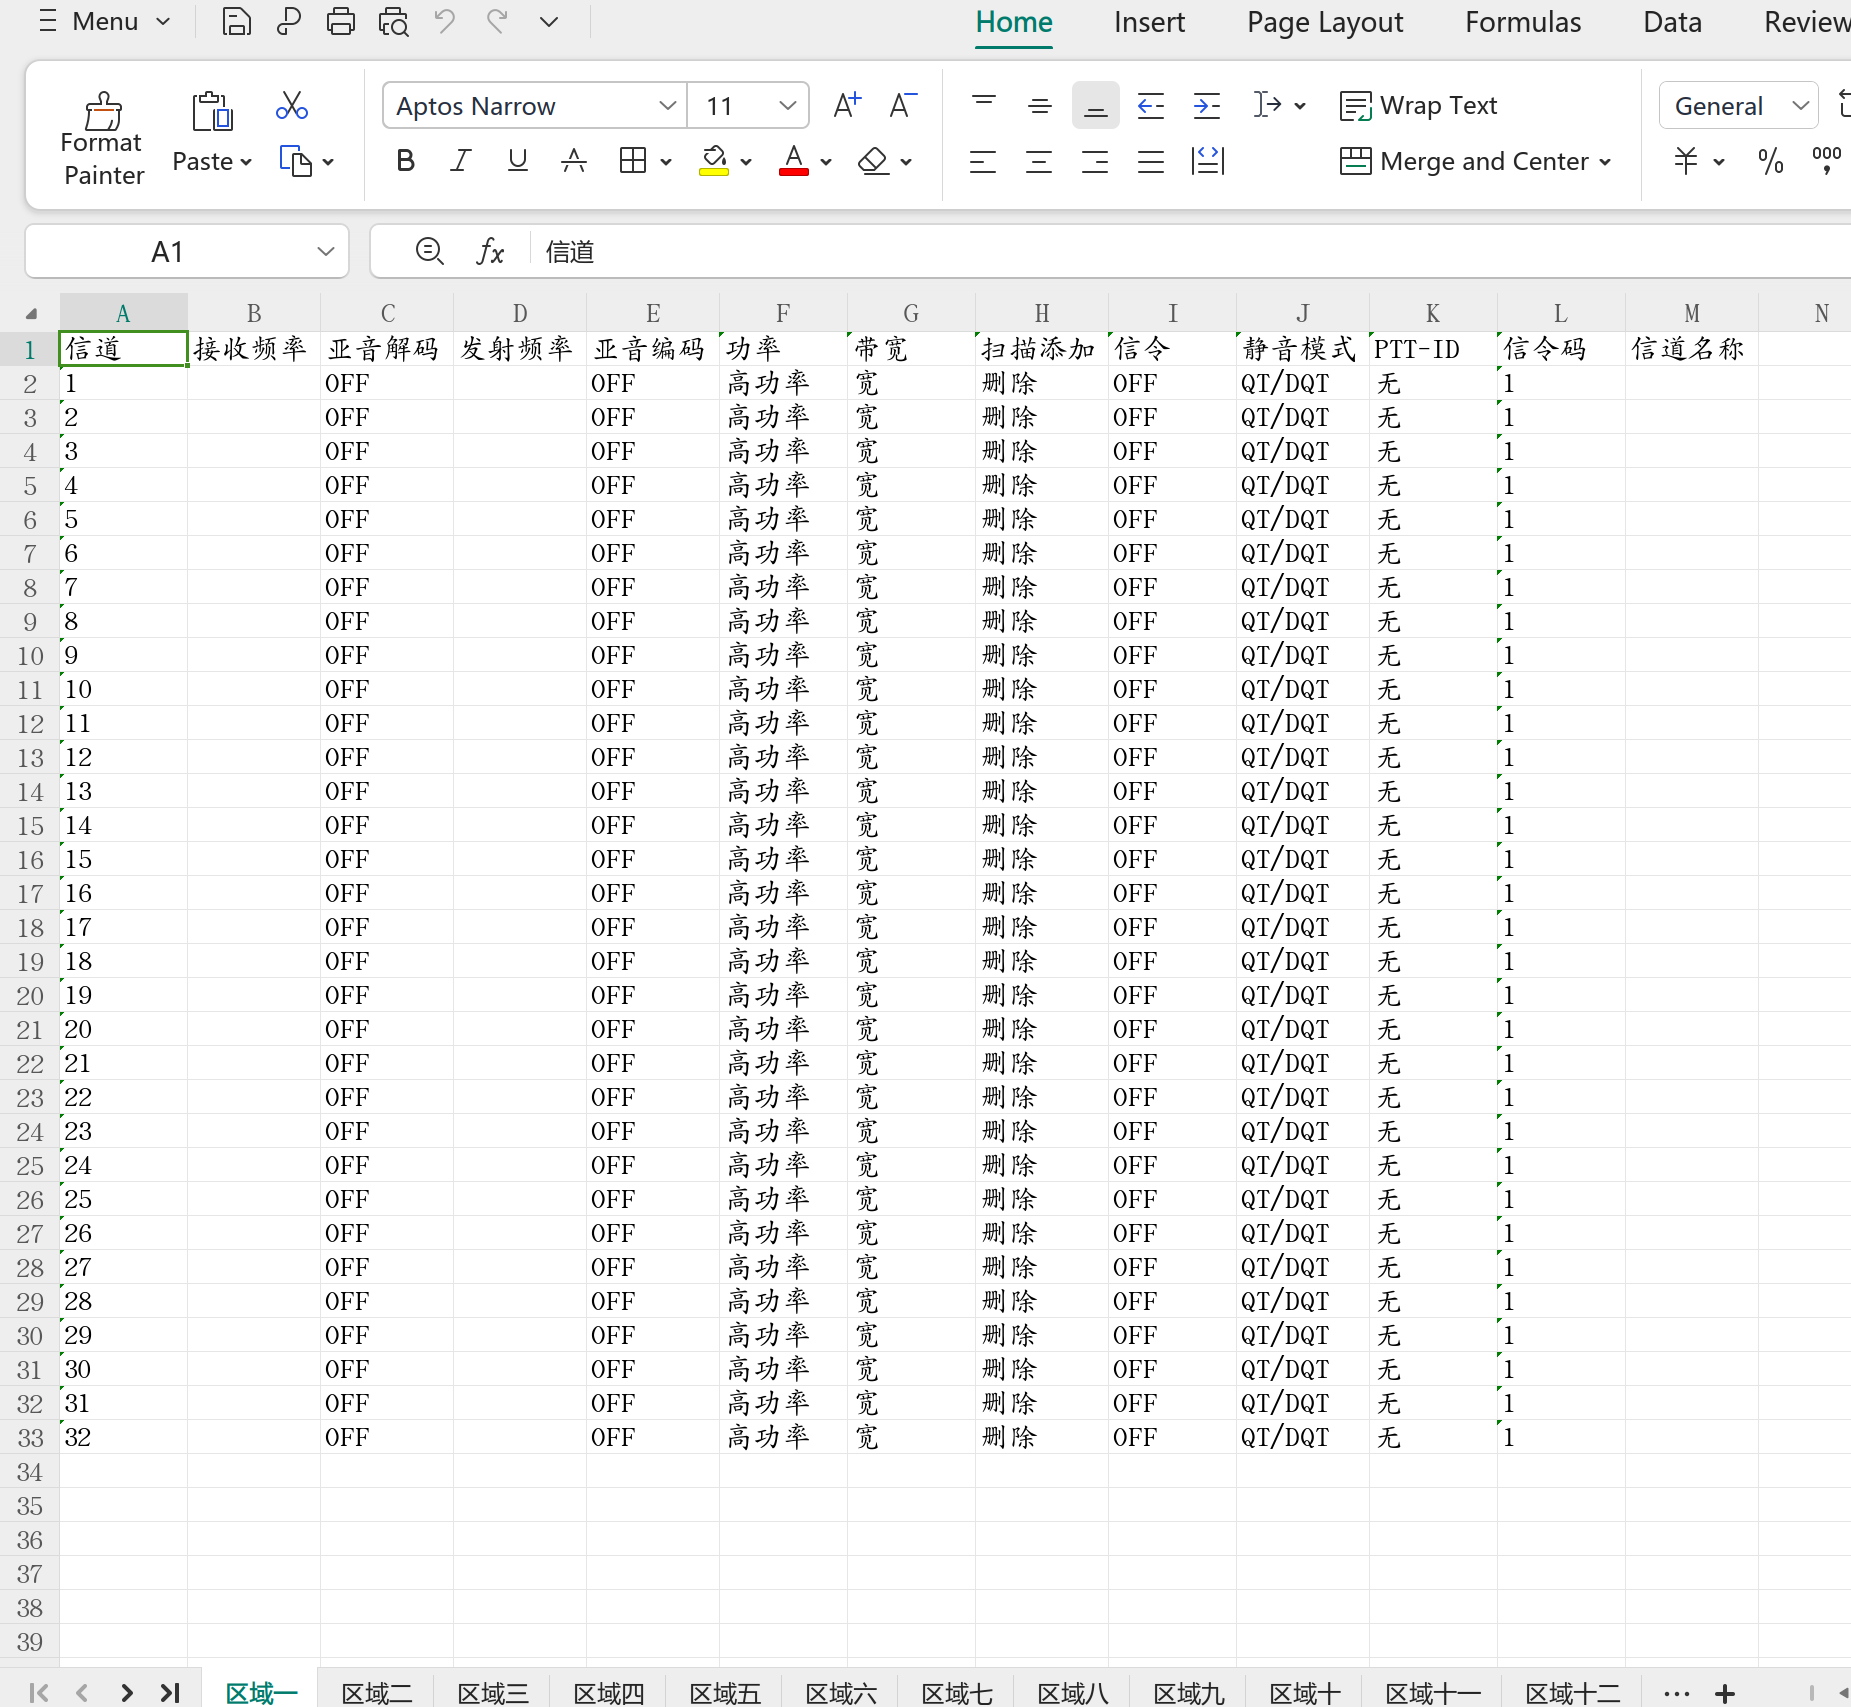 Menu
Home Insert Page Layout Formulas Data Review
Format Painter Paste Aptos Narrow 11 A+ A- Wrap Text General
B I U A A Merge and Center ¥ % 000
A1 fx 信道
A B C D E F G H I J K L M N
1 信道 接收频率 亚音解码 发射频率 亚音编码 功率 带宽 扫描添加 信令 静音模式 PTT-ID 信令码 信道名称
2 1 OFF OFF 高功率 宽 删除 OFF QT/DQT 无 1
3 2 OFF OFF 高功率 宽 删除 OFF QT/DQT 无 1
4 3 OFF OFF 高功率 宽 删除 OFF QT/DQT 无 1
5 4 OFF OFF 高功率 宽 删除 OFF QT/DQT 无 1
6 5 OFF OFF 高功率 宽 删除 OFF QT/DQT 无 1
7 6 OFF OFF 高功率 宽 删除 OFF QT/DQT 无 1
8 7 OFF OFF 高功率 宽 删除 OFF QT/DQT 无 1
9 8 OFF OFF 高功率 宽 删除 OFF QT/DQT 无 1
10 9 OFF OFF 高功率 宽 删除 OFF QT/DQT 无 1
11 10 OFF OFF 高功率 宽 删除 OFF QT/DQT 无 1
12 11 OFF OFF 高功率 宽 删除 OFF QT/DQT 无 1
13 12 OFF OFF 高功率 宽 删除 OFF QT/DQT 无 1
14 13 OFF OFF 高功率 宽 删除 OFF QT/DQT 无 1
15 14 OFF OFF 高功率 宽 删除 OFF QT/DQT 无 1
16 15 OFF OFF 高功率 宽 删除 OFF QT/DQT 无 1
17 16 OFF OFF 高功率 宽 删除 OFF QT/DQT 无 1
18 17 OFF OFF 高功率 宽 删除 OFF QT/DQT 无 1
19 18 OFF OFF 高功率 宽 删除 OFF QT/DQT 无 1
20 19 OFF OFF 高功率 宽 删除 OFF QT/DQT 无 1
21 20 OFF OFF 高功率 宽 删除 OFF QT/DQT 无 1
22 21 OFF OFF 高功率 宽 删除 OFF QT/DQT 无 1
23 22 OFF OFF 高功率 宽 删除 OFF QT/DQT 无 1
24 23 OFF OFF 高功率 宽 删除 OFF QT/DQT 无 1
25 24 OFF OFF 高功率 宽 删除 OFF QT/DQT 无 1
26 25 OFF OFF 高功率 宽 删除 OFF QT/DQT 无 1
27 26 OFF OFF 高功率 宽 删除 OFF QT/DQT 无 1
28 27 OFF OFF 高功率 宽 删除 OFF QT/DQT 无 1
29 28 OFF OFF 高功率 宽 删除 OFF QT/DQT 无 1
30 29 OFF OFF 高功率 宽 删除 OFF QT/DQT 无 1
31 30 OFF OFF 高功率 宽 删除 OFF QT/DQT 无 1
32 31 OFF OFF 高功率 宽 删除 OFF QT/DQT 无 1
33 32 OFF OFF 高功率 宽 删除 OFF QT/DQT 无 1
34
35
36
37
38
39
区域一 区域二 区域三 区域四 区域五 区域六 区域七 区域八 区域九 区域十 区域十一 区域十二 ··· +